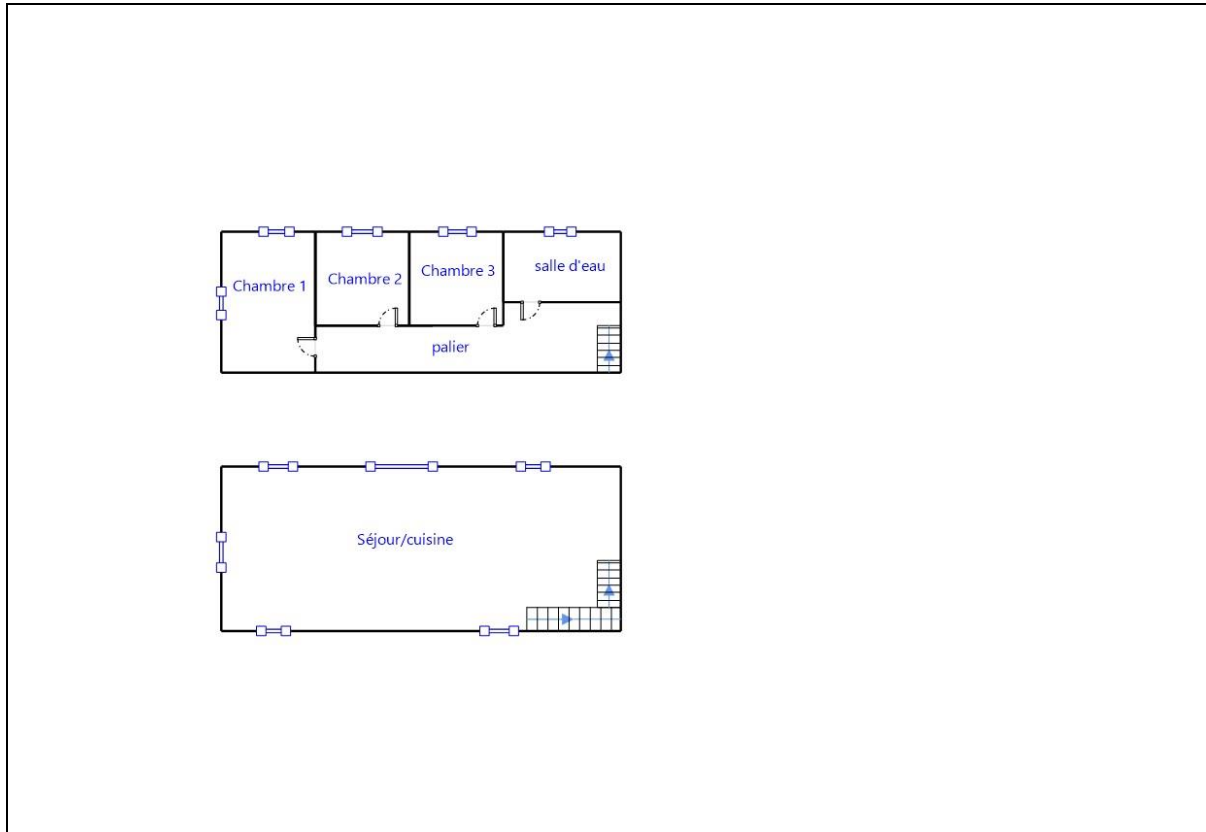 Chambre 1
Chambre 2
Chambre 3
salle d'eau
palier
Séjour/cuisine